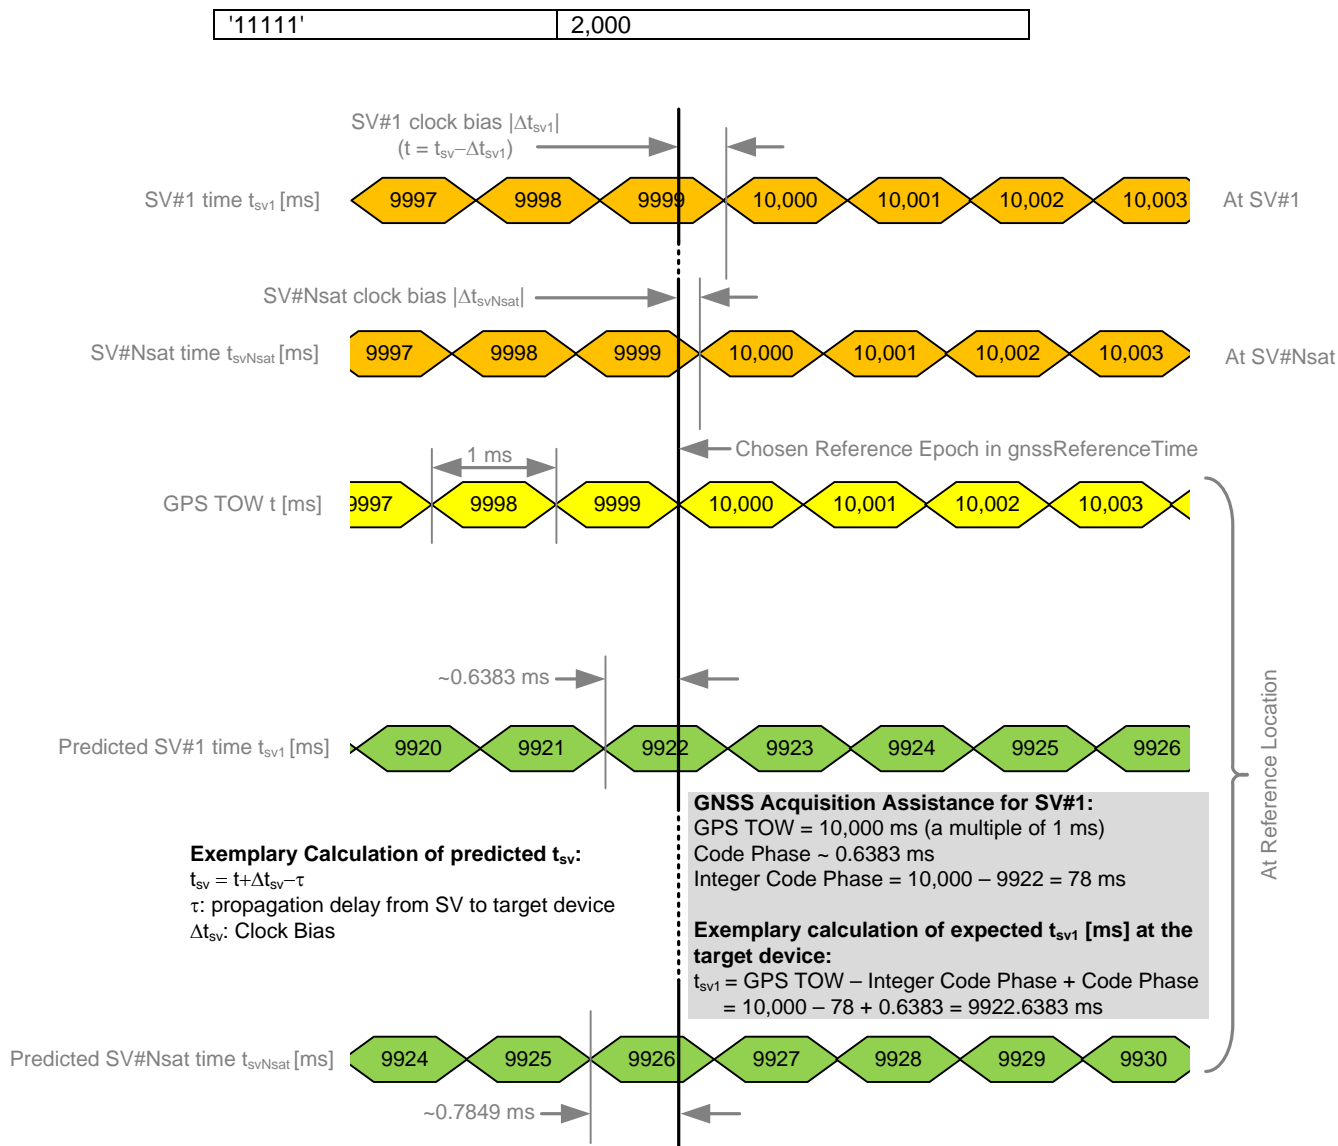 '11111' 2,000
SV#1 clock bias |Δtsv1|
(t = tsv–Δtsv1)
SV#1 time tsv1 [ms] 9997 9998 9999 10,000 10,001 10,002 10,003 At SV#1
SV#Nsat clock bias |ΔtsvNsat|
SV#Nsat time tsvNsat [ms] 9997 9998 9999 10,000 10,001 10,002 10,003 At SV#Nsat
Chosen Reference Epoch in gnssReferenceTime
1 ms
GPS TOW t [ms] 9997 9998 9999 10,000 10,001 10,002 10,003
~0.6383 ms
Predicted SV#1 time tsv1 [ms] 9920 9921 9922 9923 9924 9925 9926
At Reference Location
GNSS Acquisition Assistance for SV#1:
GPS TOW = 10,000 ms (a multiple of 1 ms)
Code Phase ~ 0.6383 ms
Integer Code Phase = 10,000 – 9922 = 78 ms
Exemplary calculation of expected tsv1 [ms] at the
target device:
tsv1 = GPS TOW – Integer Code Phase + Code Phase
= 10,000 – 78 + 0.6383 = 9922.6383 ms
Exemplary Calculation of predicted tsv:
tsv = t+Δtsv–τ
τ: propagation delay from SV to target device
Δtsv: Clock Bias
Predicted SV#Nsat time tsvNsat [ms] 9924 9925 9926 9927 9928 9929 9930
~0.7849 ms